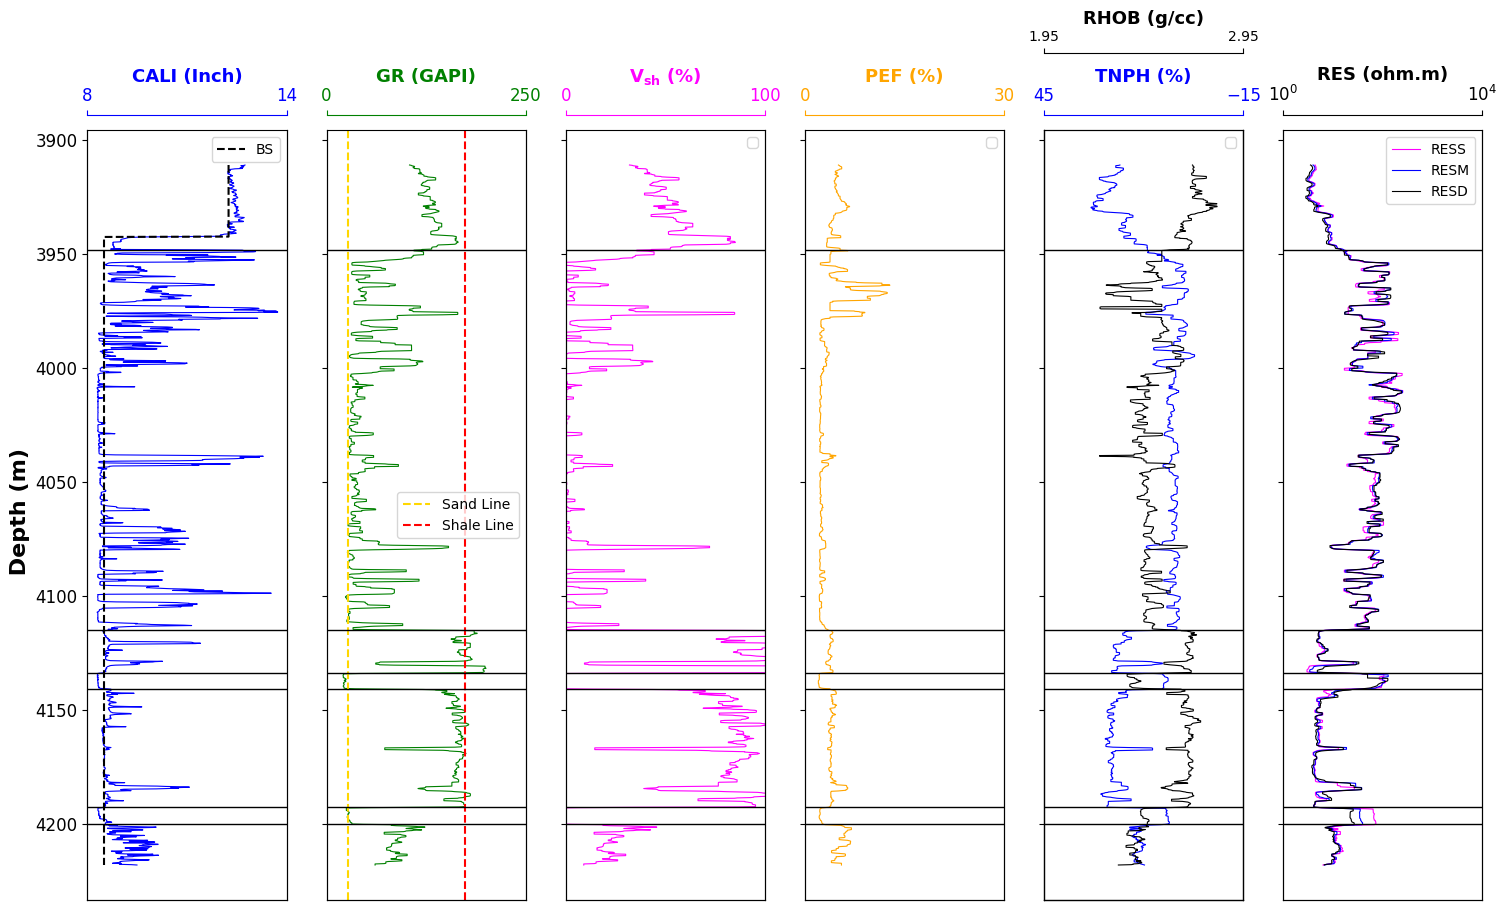 RHOB (g/cc)
1.95 2.95
CALI (Inch) GR (GAPI) Vsh (%) PEF (%) TNPH (%) RES (ohm.m)
8 14 0 250 0 100 0 30 45 −15 10^0 10^4
BS
RESS
RESM
RESD
3900
3950
4000
4050
4100
4150
4200
Depth (m)
Sand Line
Shale Line